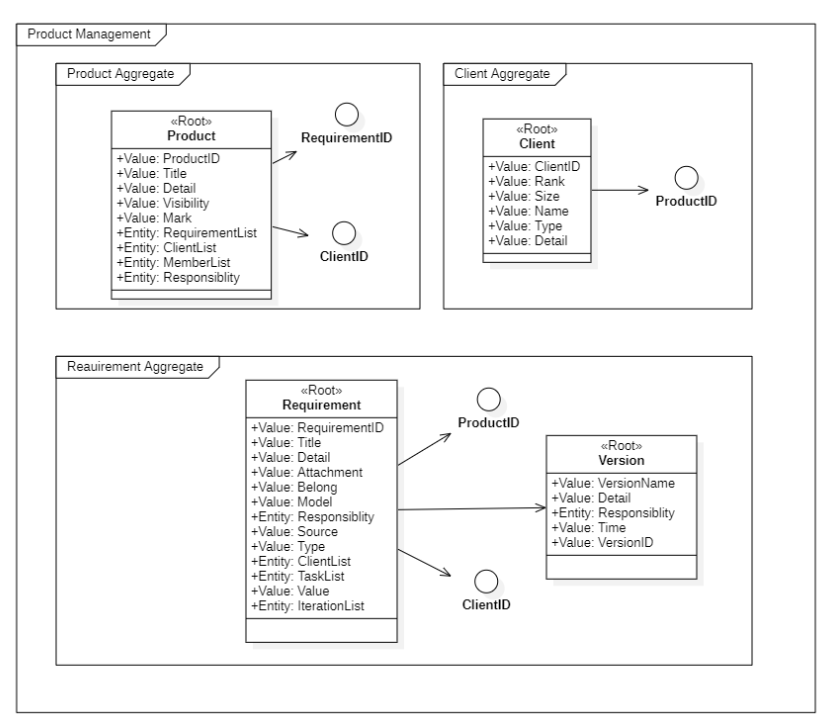 Product Management
Product Aggregate
«Root»
Product
+Value: ProductID
+Value: Title
+Value: Detail
+Value: Visibility
+Value: Mark
+Entity: RequirementList
+Entity: ClientList
+Entity: MemberList
+Entity: Responsiblity
RequirementID
ClientID
Client Aggregate
«Root»
Client
+Value: ClientID
+Value: Rank
+Value: Size
+Value: Name
+Value: Type
+Value: Detail
ProductID
Reauirement Aggregate
«Root»
Requirement
+Value: RequirementID
+Value: Title
+Value: Detail
+Value: Attachment
+Value: Belong
+Value: Model
+Entity: Responsiblity
+Value: Source
+Value: Type
+Entity: ClientList
+Entity: TaskList
+Value: Value
+Entity: IterationList
ProductID
«Root»
Version
+Value: VersionName
+Value: Detail
+Entity: Responsiblity
+Value: Time
+Value: VersionID
ClientID